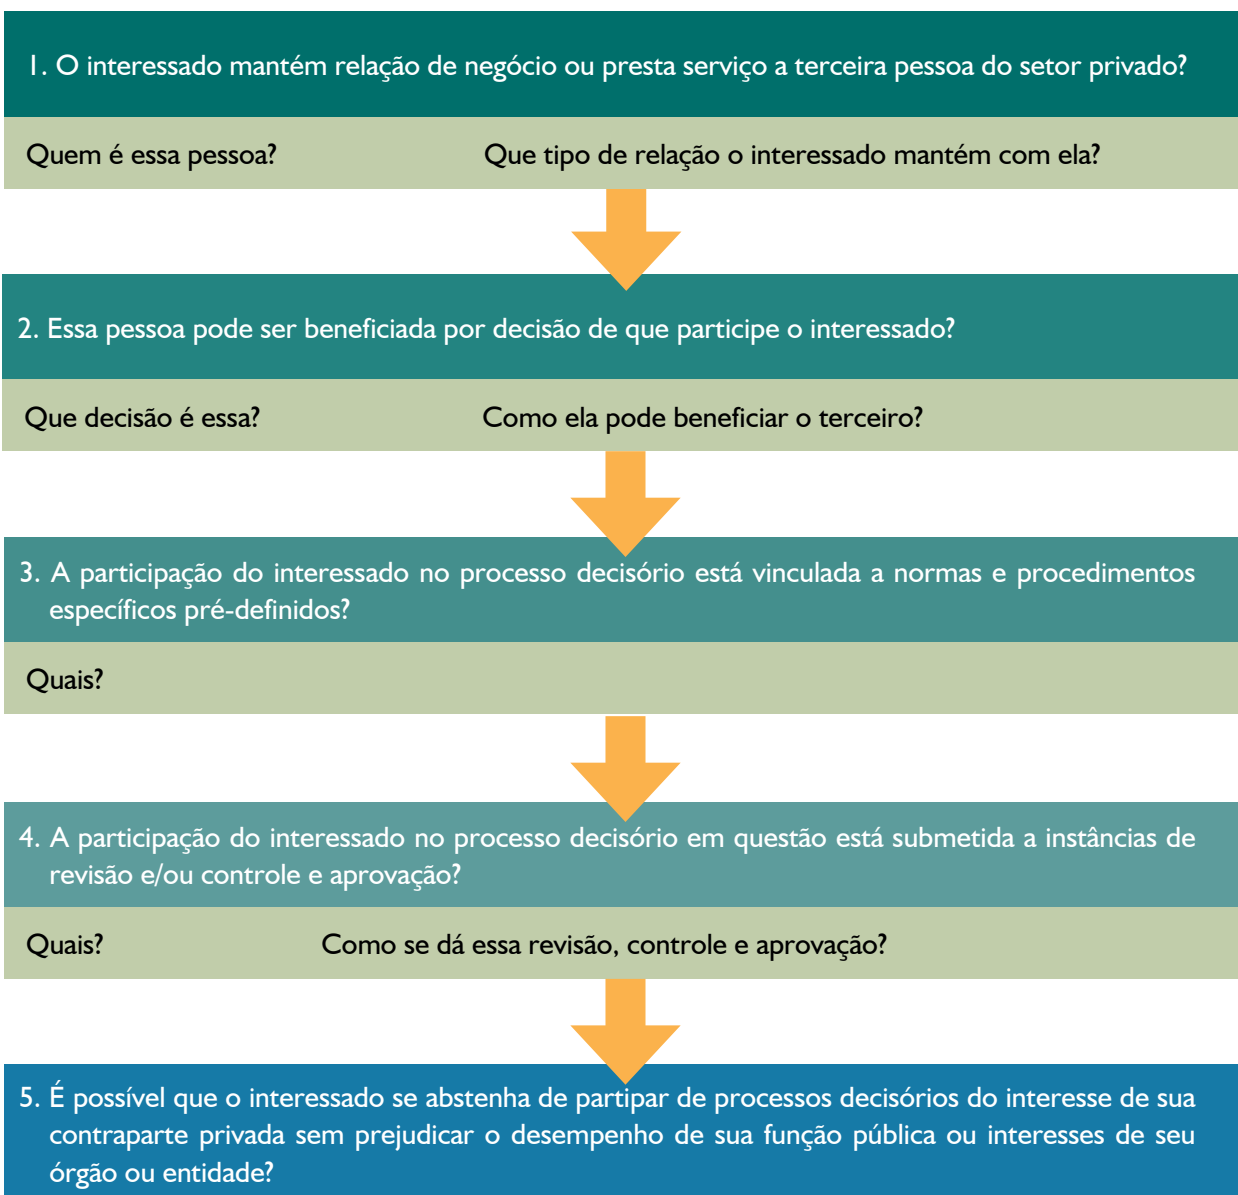 1. O interessado mantém relação de negócio ou presta serviço a terceira pessoa do setor privado?
Quem é essa pessoa? Que tipo de relação o interessado mantém com ela?
2. Essa pessoa pode ser beneficiada por decisão de que participe o interessado?
Que decisão é essa? Como ela pode beneficiar o terceiro?
3. A participação do interessado no processo decisório está vinculada a normas e procedimentos
específicos pré-definidos?
Quais?
4. A participação do interessado no processo decisório em questão está submetida a instâncias de
revisão e/ou controle e aprovação?
Quais? Como se dá essa revisão, controle e aprovação?
5. É possível que o interessado se abstenha de partipar de processos decisórios do interesse de sua
contraparte privada sem prejudicar o desempenho de sua função pública ou interesses de seu
órgão ou entidade?